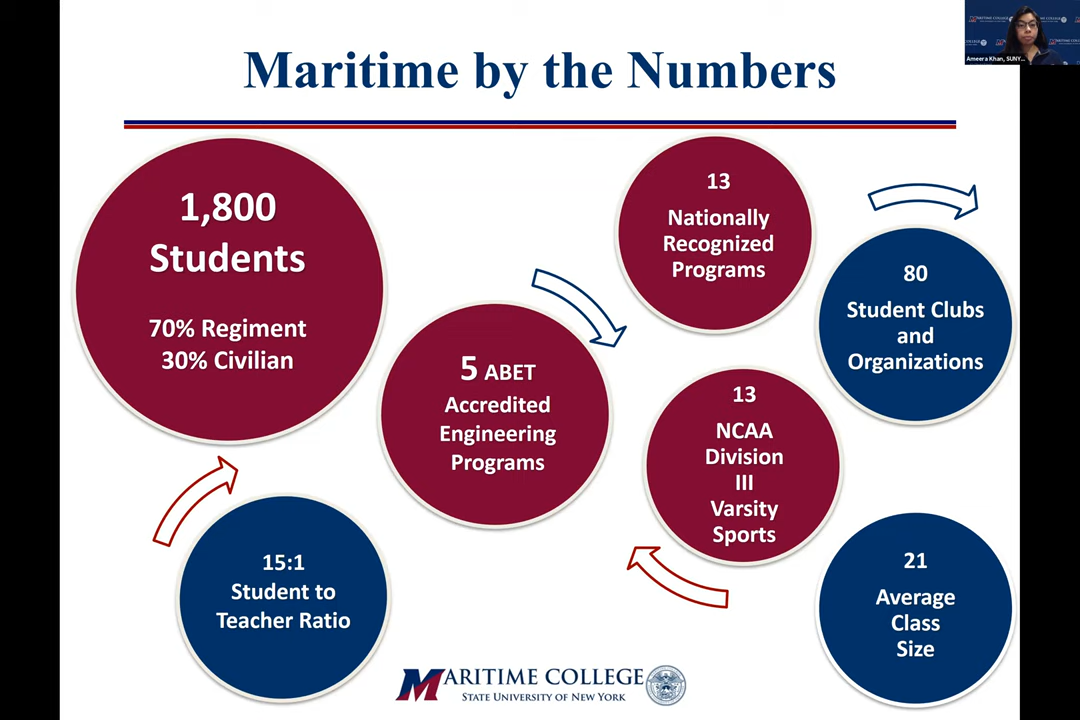 Maritime by the Numbers
1,800
Students
70% Regiment
30% Civilian
15:1
Student to
Teacher Ratio
5 ABET
Accredited
Engineering
Programs
13
Nationally
Recognized
Programs
13
NCAA
Division
III
Varsity
Sports
80
Student Clubs
and
Organizations
21
Average
Class
Size
MARITIME COLLEGE
STATE UNIVERSITY OF NEW YORK
MARITIME COLLEGE
Ameera Khan, SUNY...